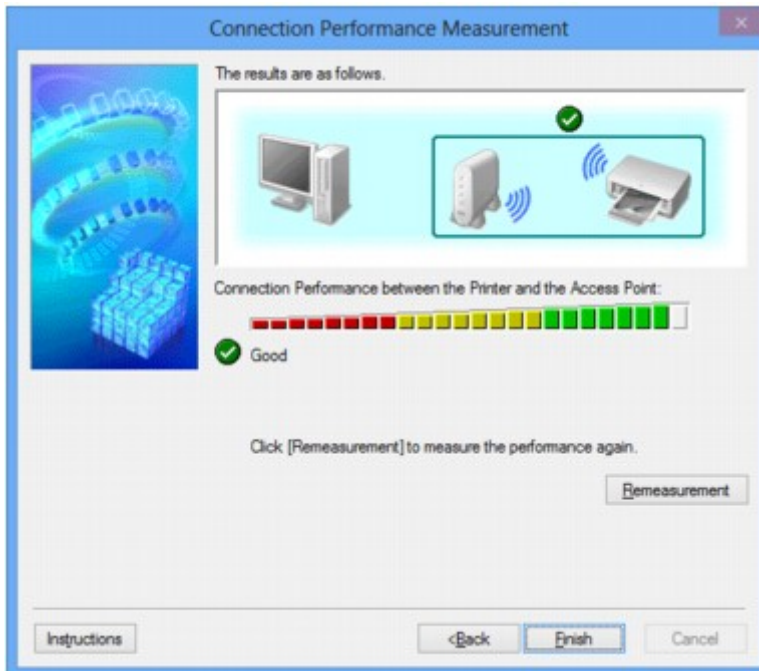 Connection Performance Measurement
The results are as follows.
Connection Performance between the Printer and the Access Point:
Good
Click [Remeasurement] to measure the performance again.
Remeasurement
Instructions
<Back
Finish
Cancel